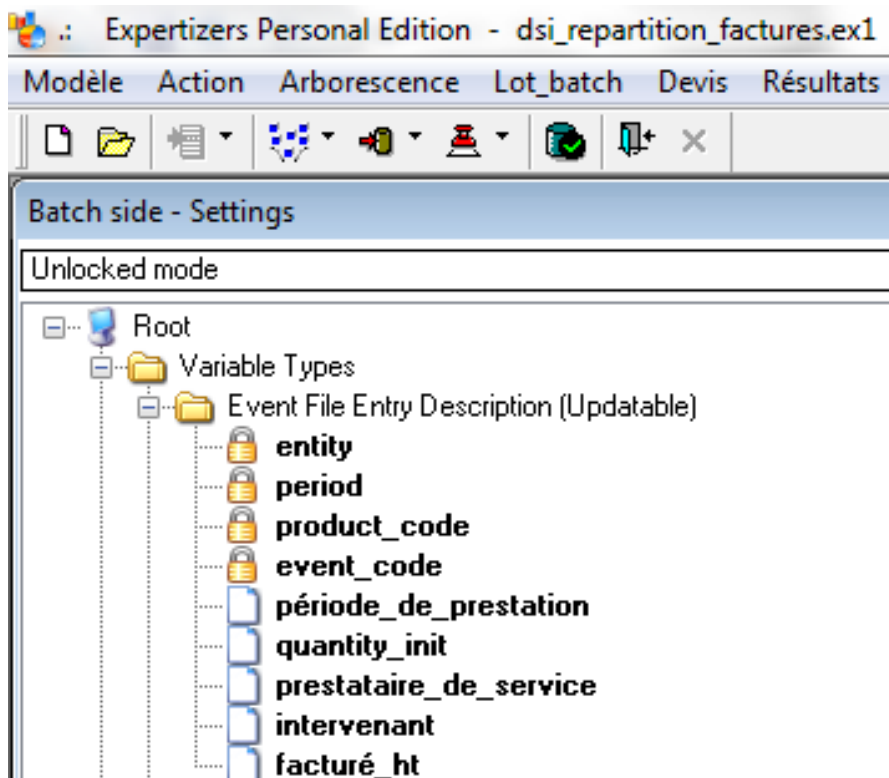 .: Expertizers Personal Edition - dsi_repartition_factures.ex1
Modèle Action Arborescence Lot_batch Devis Résultats
Batch side - Settings
Unlocked mode
Root
Variable Types
Event File Entry Description (Updatable)
entity
period
product_code
event_code
période_de_prestation
quantity_init
prestataire_de_service
intervenant
facturé_ht